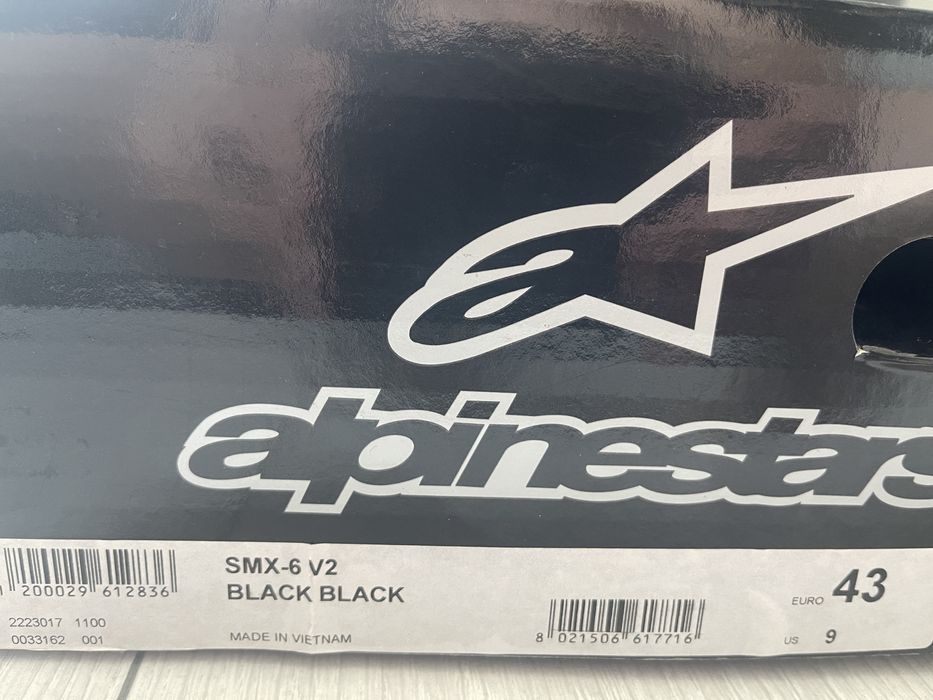 alpinestars
200029 612836
SMX-6 V2
BLACK BLACK
2223017 1100
0033162 001
MADE IN VIETNAM
8 021506 617716
EURO 43
US 9